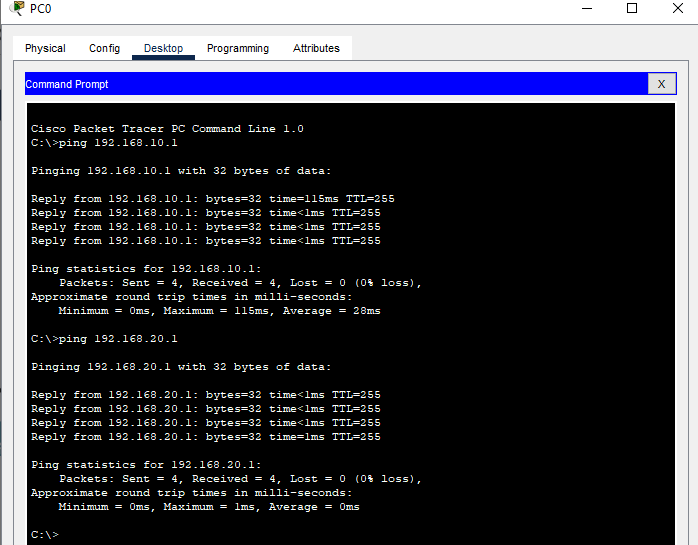 PC0
Physical Config Desktop Programming Attributes
Command Prompt X
Cisco Packet Tracer PC Command Line 1.0
C:\>ping 192.168.10.1
Pinging 192.168.10.1 with 32 bytes of data:
Reply from 192.168.10.1: bytes=32 time=115ms TTL=255
Reply from 192.168.10.1: bytes=32 time<1ms TTL=255
Reply from 192.168.10.1: bytes=32 time<1ms TTL=255
Reply from 192.168.10.1: bytes=32 time<1ms TTL=255
Ping statistics for 192.168.10.1:
    Packets: Sent = 4, Received = 4, Lost = 0 (0% loss),
Approximate round trip times in milli-seconds:
    Minimum = 0ms, Maximum = 115ms, Average = 28ms
C:\>ping 192.168.20.1
Pinging 192.168.20.1 with 32 bytes of data:
Reply from 192.168.20.1: bytes=32 time<1ms TTL=255
Reply from 192.168.20.1: bytes=32 time<1ms TTL=255
Reply from 192.168.20.1: bytes=32 time<1ms TTL=255
Reply from 192.168.20.1: bytes=32 time=1ms TTL=255
Ping statistics for 192.168.20.1:
    Packets: Sent = 4, Received = 4, Lost = 0 (0% loss),
Approximate round trip times in milli-seconds:
    Minimum = 0ms, Maximum = 1ms, Average = 0ms
C:\>